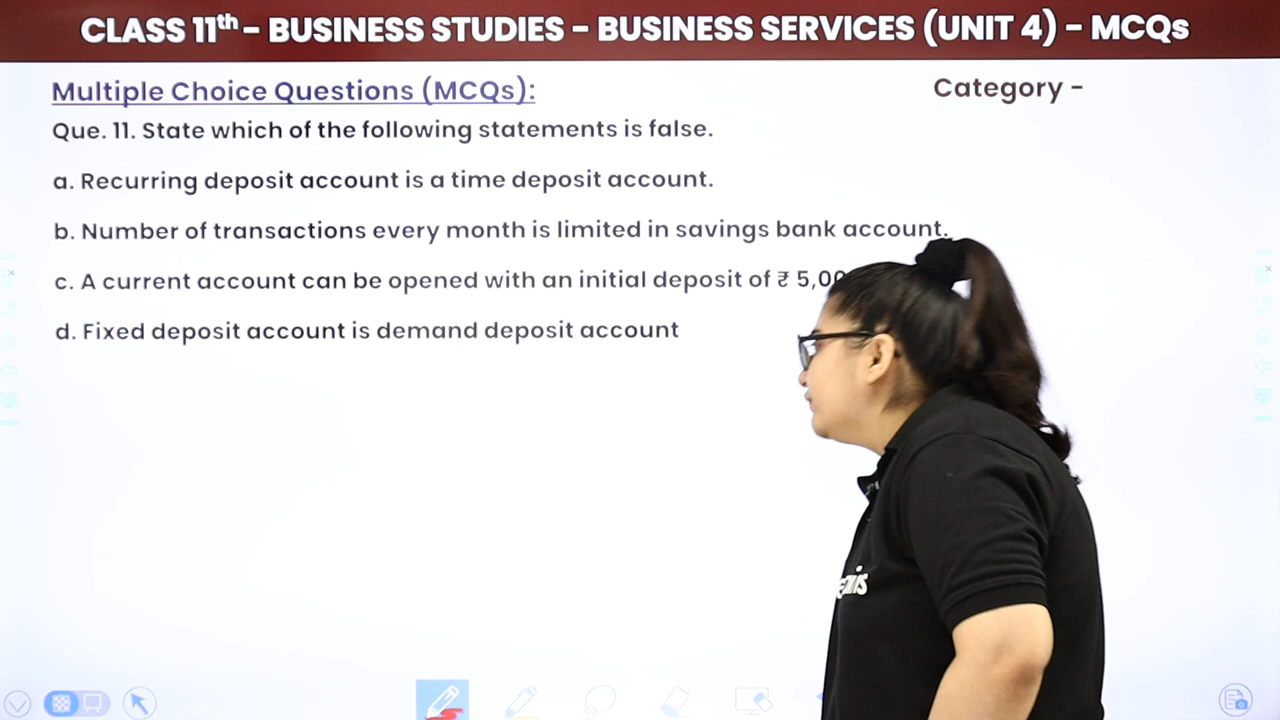 CLASS 11th - BUSINESS STUDIES - BUSINESS SERVICES (UNIT 4) - MCQs
Multiple Choice Questions (MCQs):
Category -
Que. 11. State which of the following statements is false.
a. Recurring deposit account is a time deposit account.
b. Number of transactions every month is limited in savings bank account.
c. A current account can be opened with an initial deposit of ₹
d. Fixed deposit account is demand deposit account